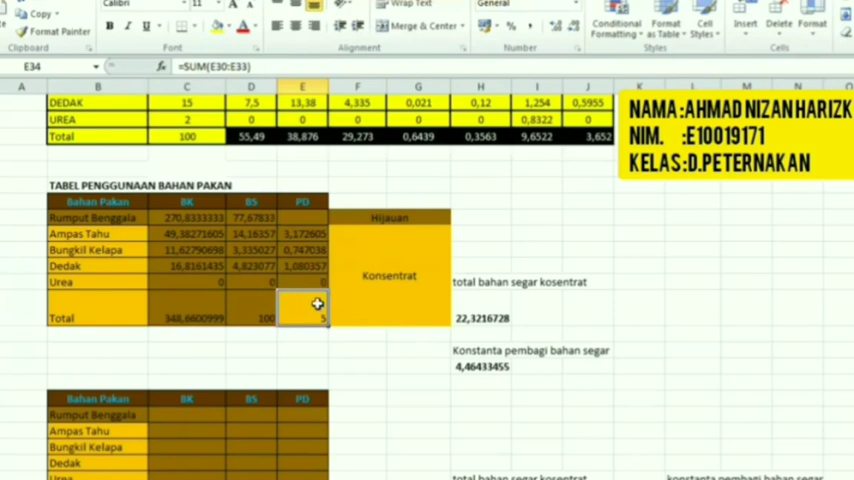 Calibri 11 A A Wrap Text General
Format Painter B I U Merge & Center % , Conditional Formatting Format as Table Cell Styles Insert Delete Format
Clipboard Font Alignment Number Styles Cells
E34 fx =SUM(E30:E33)
A B C D E F G H I J K L M N
DEDAK 15 7,5 13,38 4,335 0,021 0,12 1,254 0,5955
UREA 2 0 0 0 0 0 0,8322 0
Total 100 55,49 38,876 29,273 0,6439 0,3563 9,6522 3,652
NAMA :AHMAD NIZAN HARIZK
NIM. :E10019171
KELAS :D.PETERNAKAN
TABEL PENGGUNAAN BAHAN PAKAN
Bahan Pakan BK BS PD
Rumput Benggala 270,8333333 77,67833 Hijauan
Ampas Tahu 49,38271605 14,16357 3,172605
Bungkil Kelapa 11,62790698 3,335027 0,747038
Dedak 16,8161435 4,823077 1,080357
Konsentrat
Urea 0 0 0 total bahan segar kosentrat
Total 348,6600999 100 5 22,3216728
Konstanta pembagi bahan segar
4,46433455
Bahan Pakan BK BS PD
Rumput Benggala
Ampas Tahu
Bungkil Kelapa
Dedak
Urea total bahan segar kosentrat konstanta pembagi bahan segar